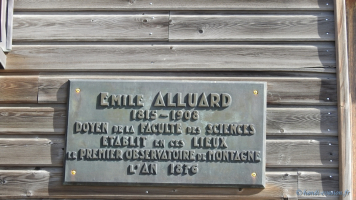 ÉMILE ALLUARD
1815-1908
DOYEN DE LA FACULTÉ DES SCIENCES
ÉTABLIT EN CES LIEUX
LE PREMIER OBSERVATOIRE DE MONTAGNE
L'AN 1876